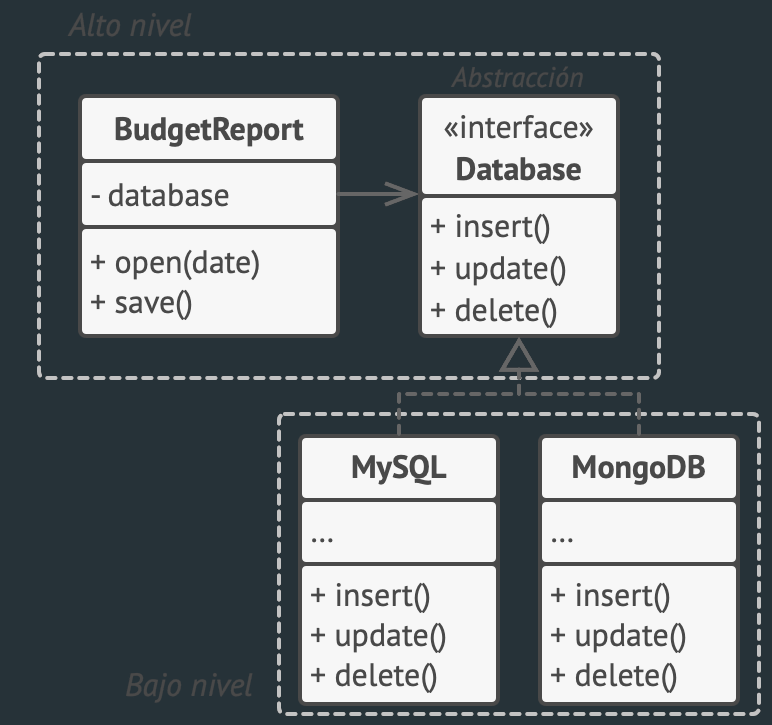 Alto nivel
Abstracción
BudgetReport
- database
+ open(date)
+ save()
«interface»
Database
+ insert()
+ update()
+ delete()
MySQL
...
+ insert()
+ update()
+ delete()
MongoDB
...
+ insert()
+ update()
+ delete()
Bajo nivel